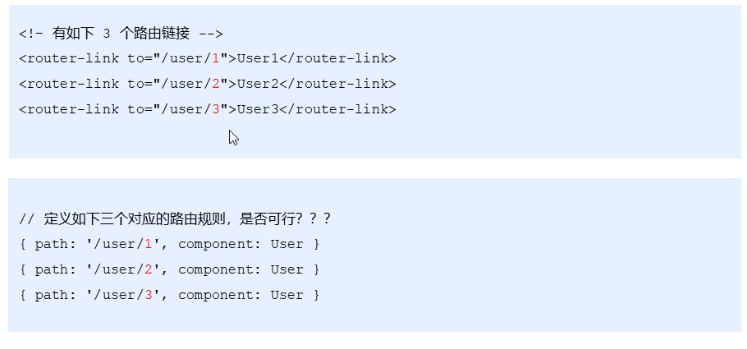 <!— 有如下 3 个路由链接 -->
<router-link to="/user/1">User1</router-link>
<router-link to="/user/2">User2</router-link>
<router-link to="/user/3">User3</router-link>
// 定义如下三个对应的路由规则，是否可行？？？
{ path: '/user/1', component: User }
{ path: '/user/2', component: User }
{ path: '/user/3', component: User }